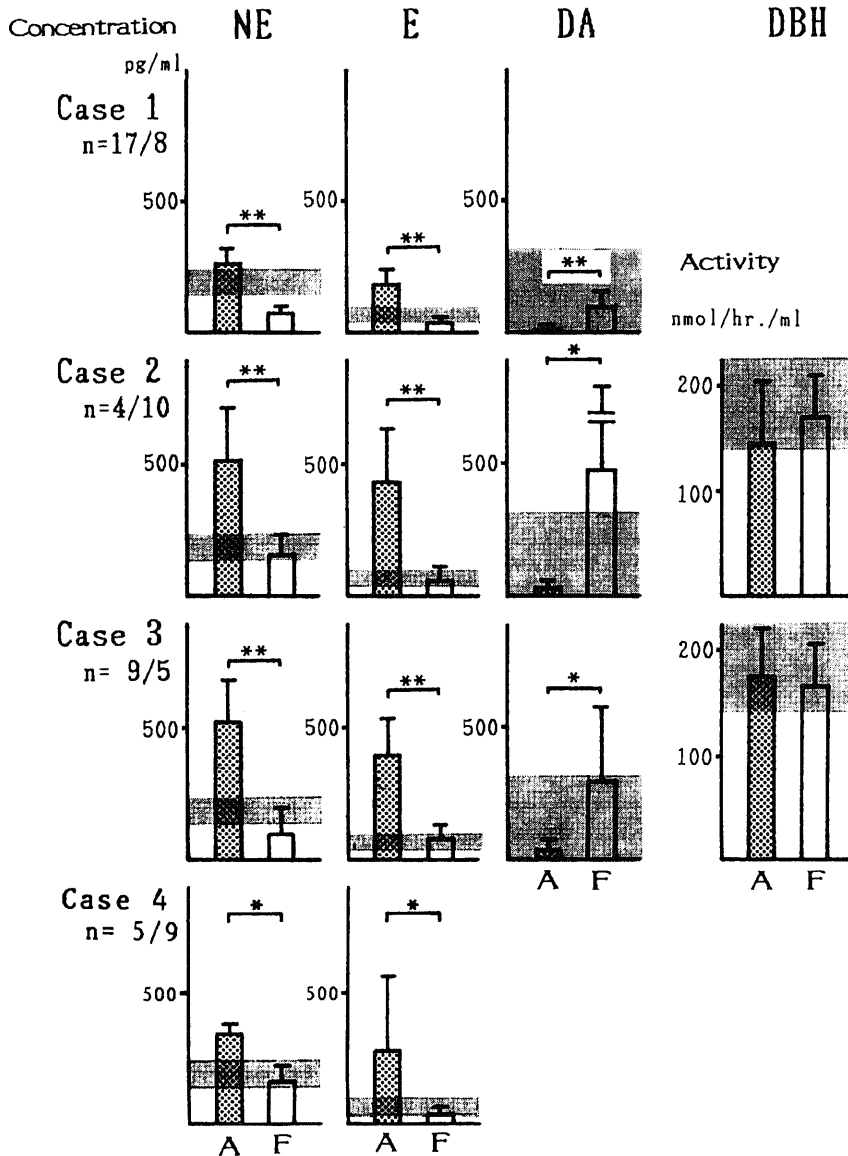 Concentration NE E DA DBH
pg/ml
Case 1
n=17/8
500 500
** ** **
Activity
nmol/hr./ml
Case 2
n=4/10
** ** *
500 500 500
200
100
Case 3
n= 9/5
** ** *
500 500 500
200
100
A F A F
Case 4
n= 5/9
* *
500 500
A F A F